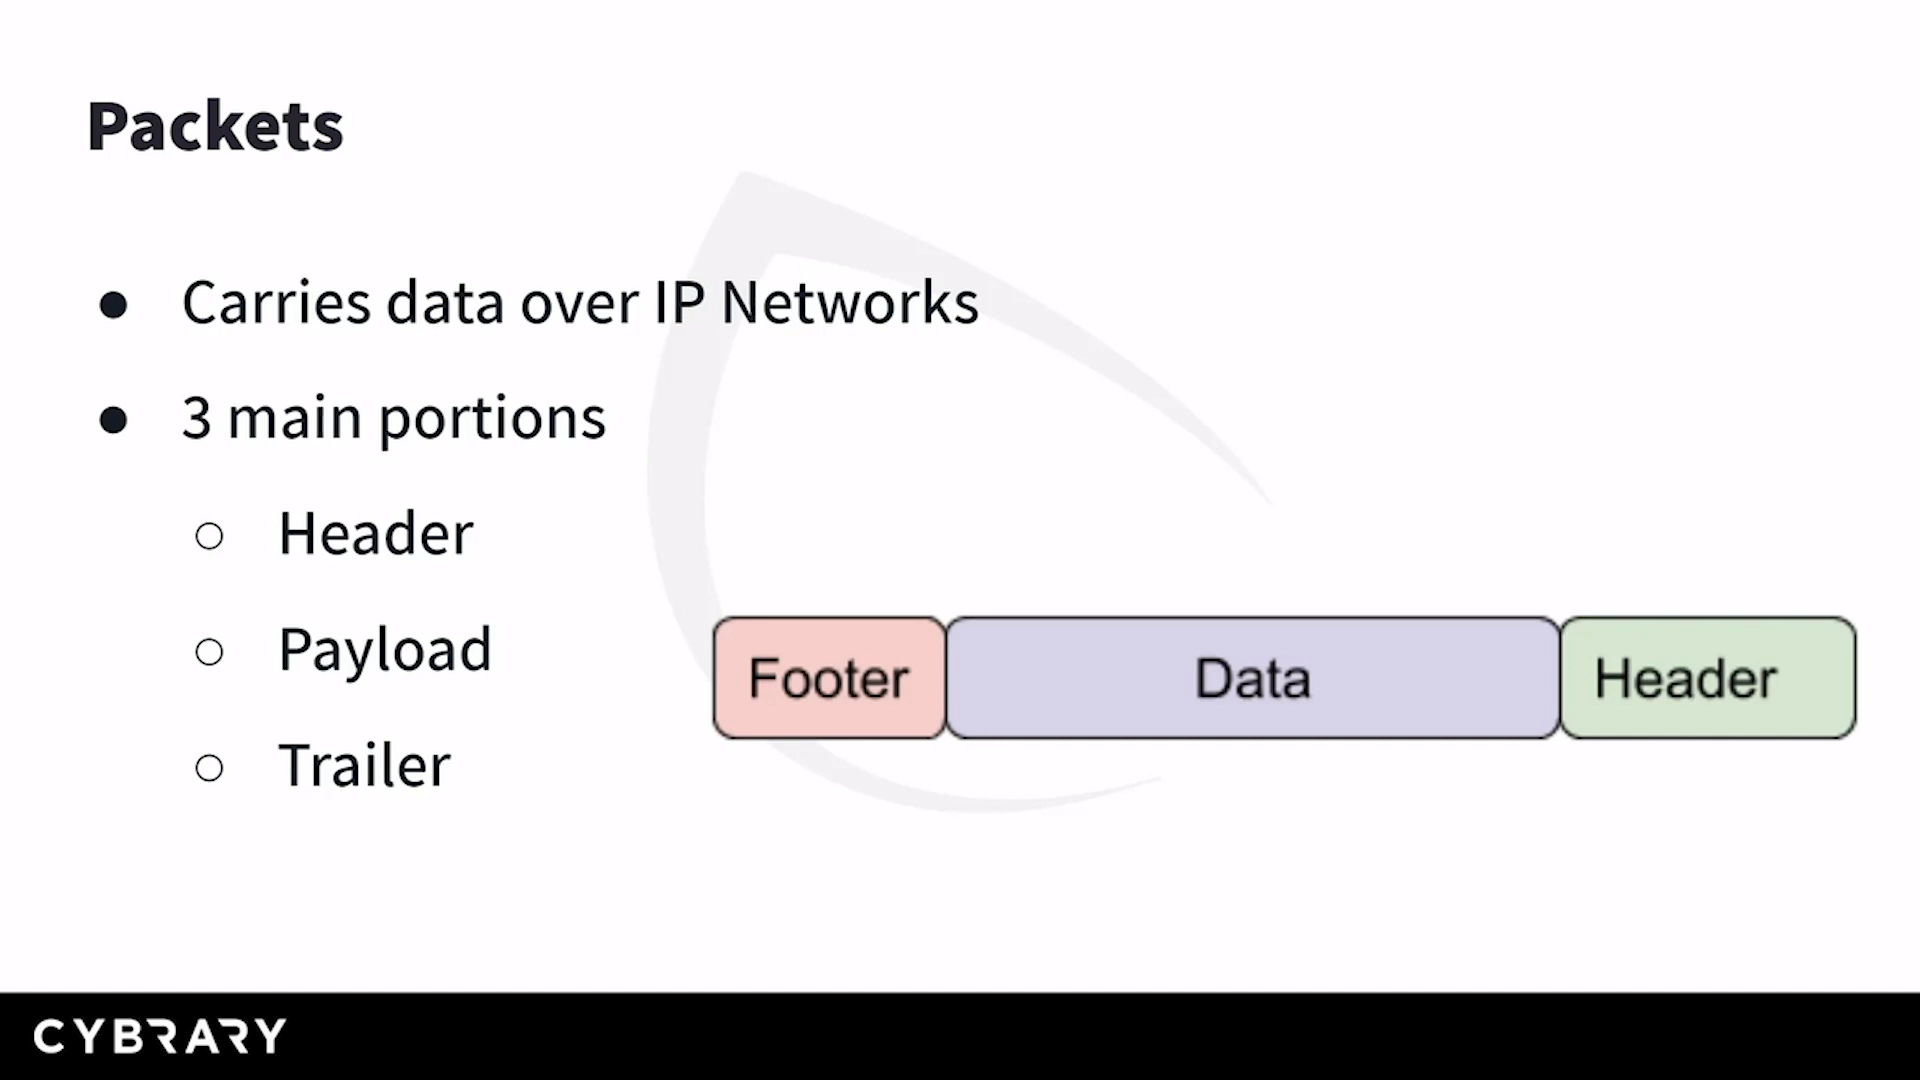 Packets
● Carries data over IP Networks
● 3 main portions
○ Header
○ Payload
○ Trailer
Footer Data Header
CYBRARY